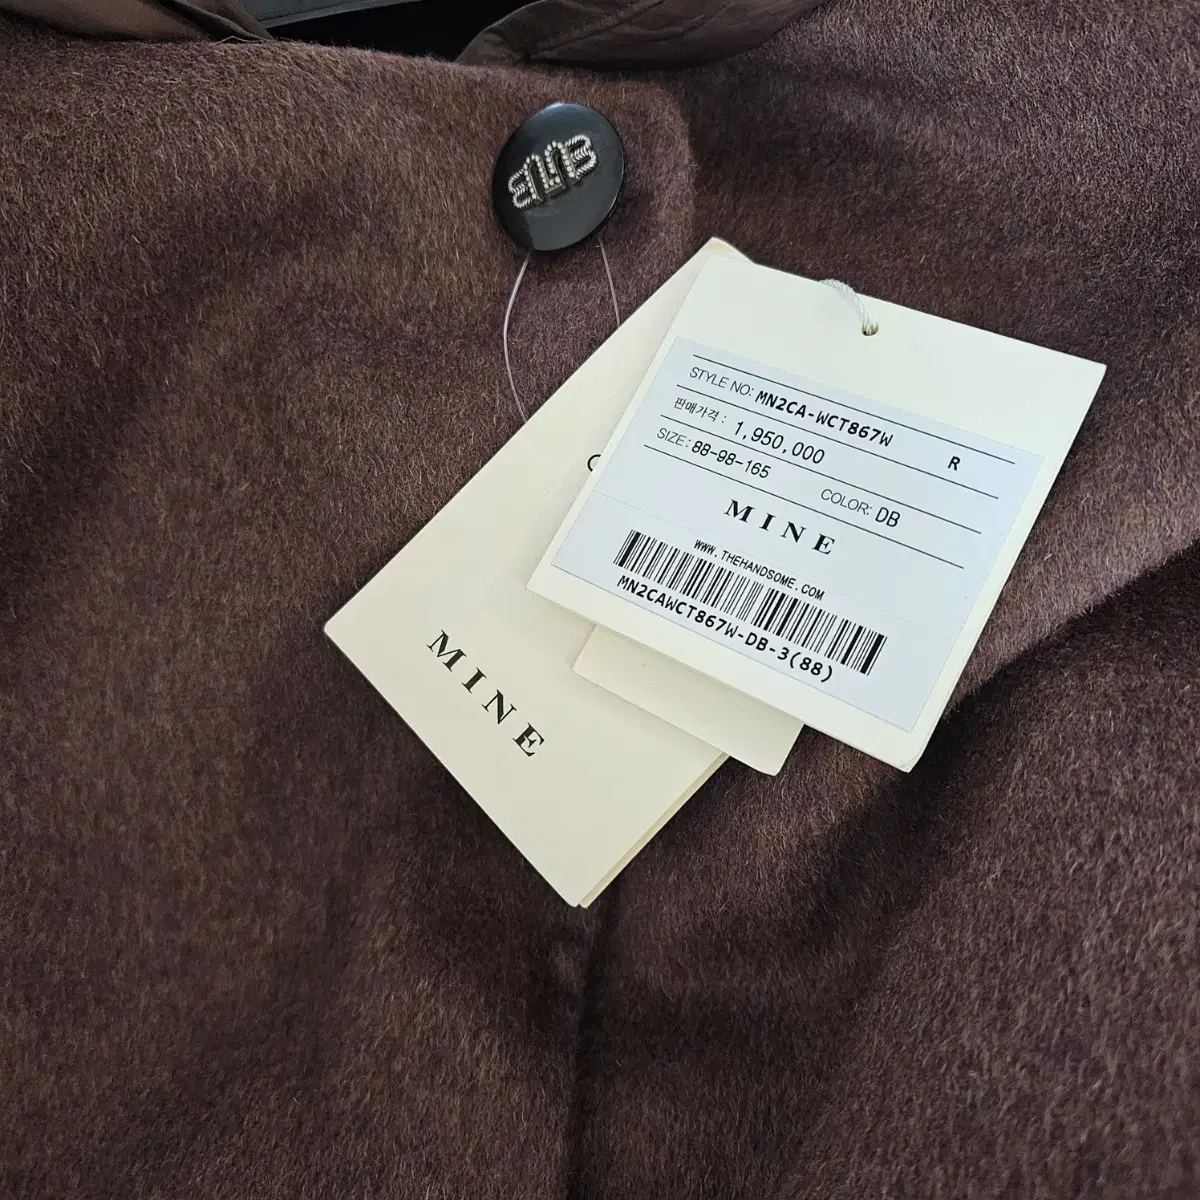 STYLE NO: MN2CA-WCT867W
판매가격 : 1,950,000 R
SIZE: 88-98-165 COLOR: DB
MINE
WWW.THEHANDSOME.COM
MN2CAWCT867W-DB-3(88)
MINE